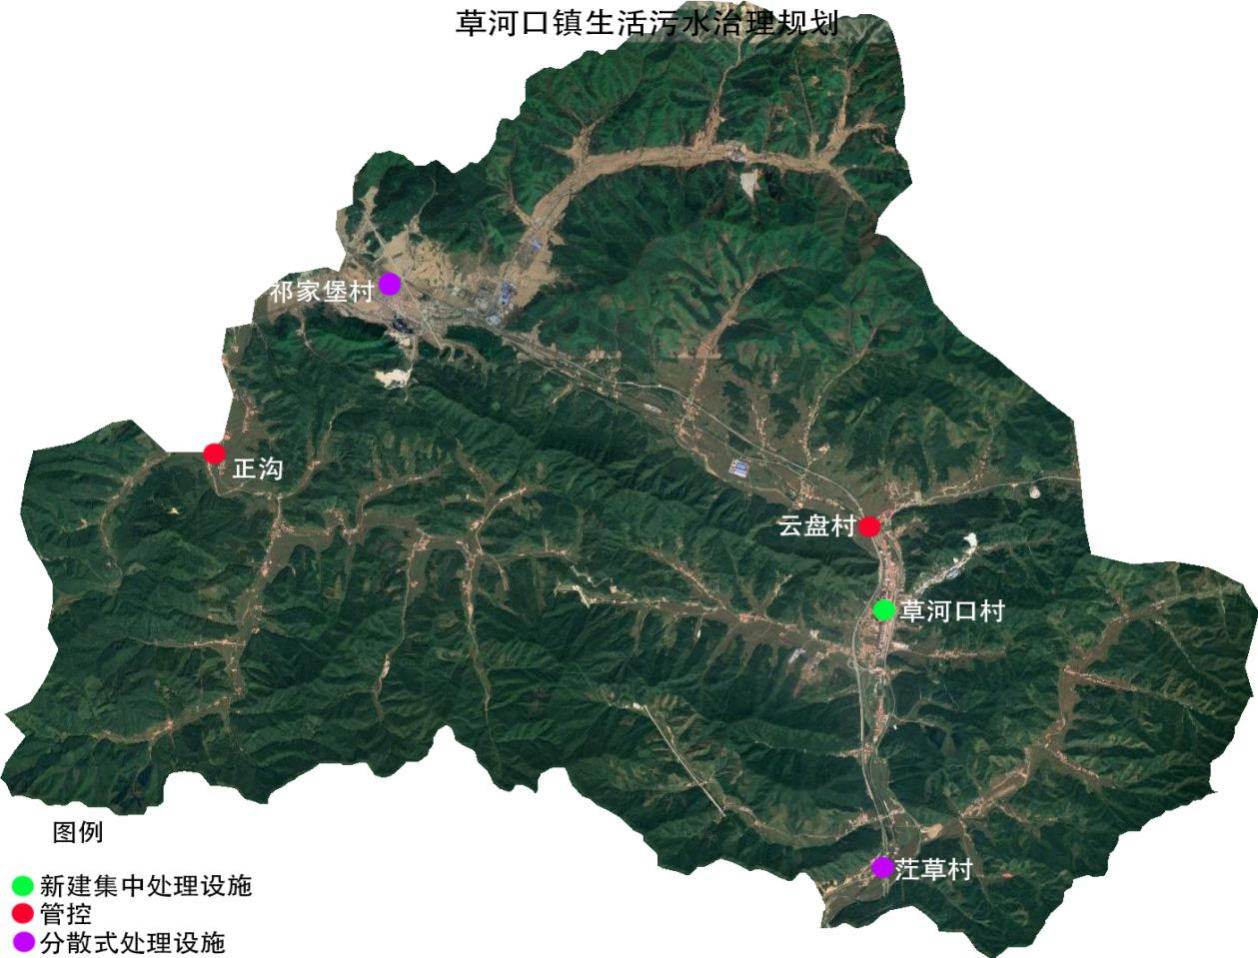 草河口镇生活污水治理规划
祁家堡村
正沟
云盘村
草河口村
茳草村
图例
新建集中处理设施
管控
分散式处理设施